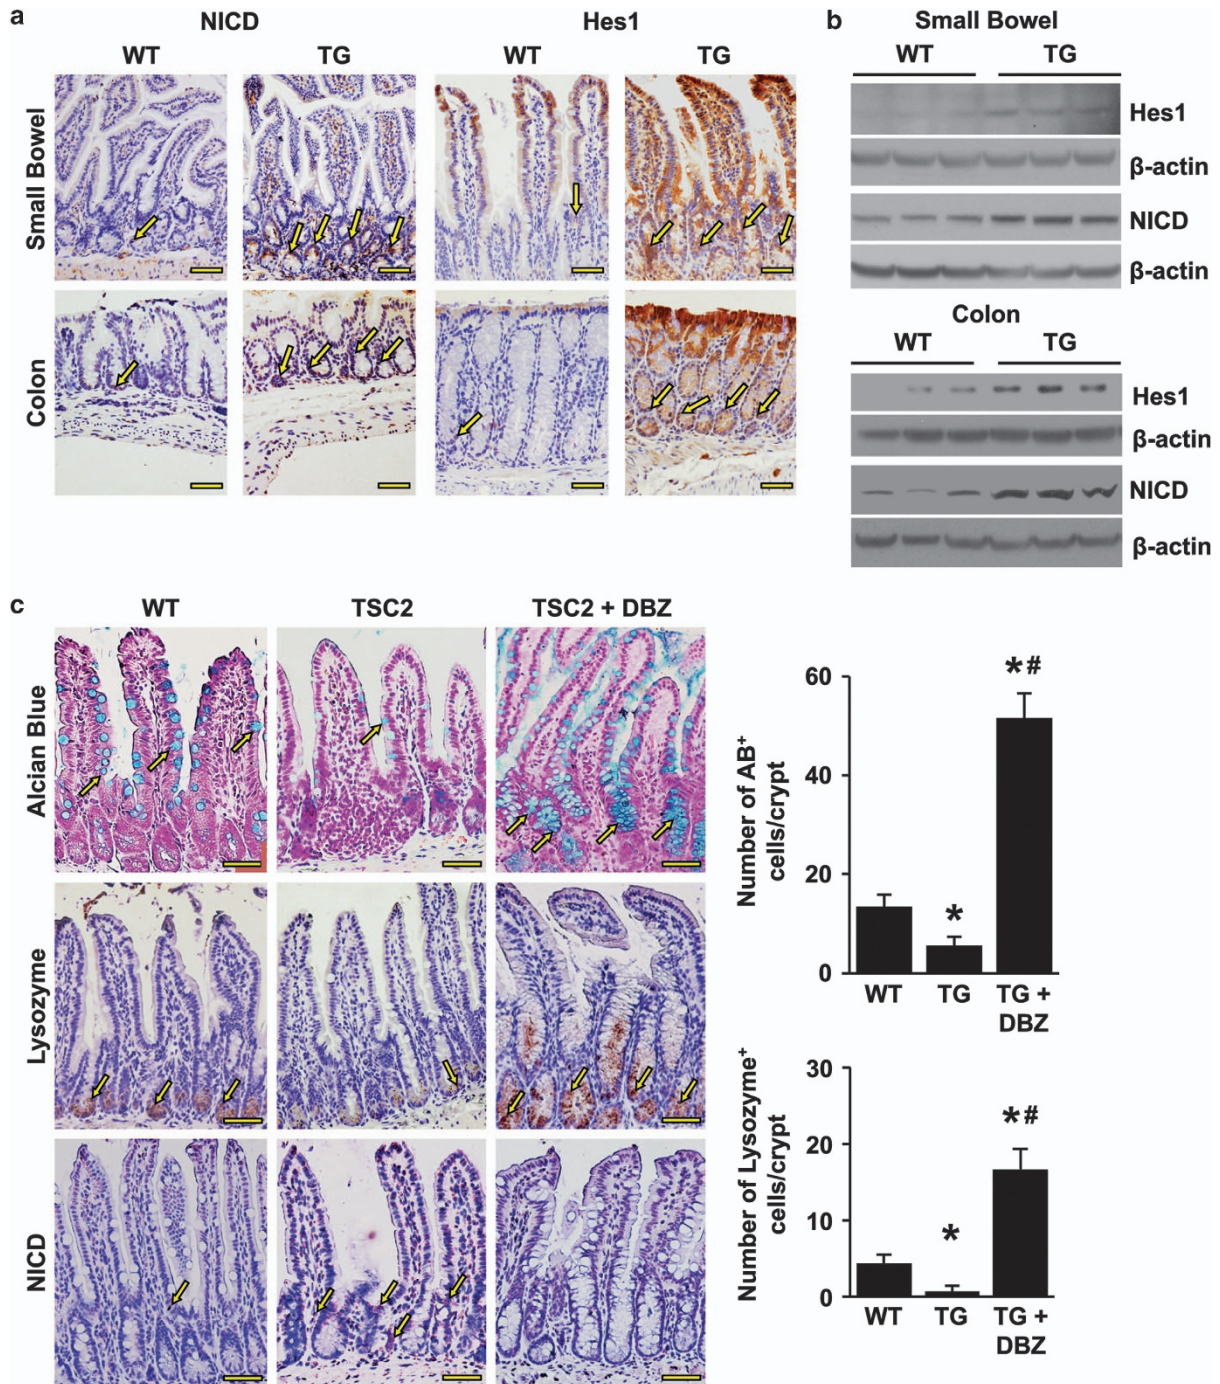 a
NICD
Hes1
WT
TG
WT
TG
Small Bowel
Colon
b
Small Bowel
WT
TG
Hes1
β-actin
NICD
β-actin
Colon
WT
TG
Hes1
β-actin
NICD
β-actin
c
WT
TSC2
TSC2 + DBZ
Alcian Blue
Lysozyme
NICD
Number of AB+
cells/crypt
60
40
20
0
*
*#
WT
TG
TG +
DBZ
Number of Lysozyme+
cells/crypt
30
20
10
0
*
*#
WT
TG
TG +
DBZ